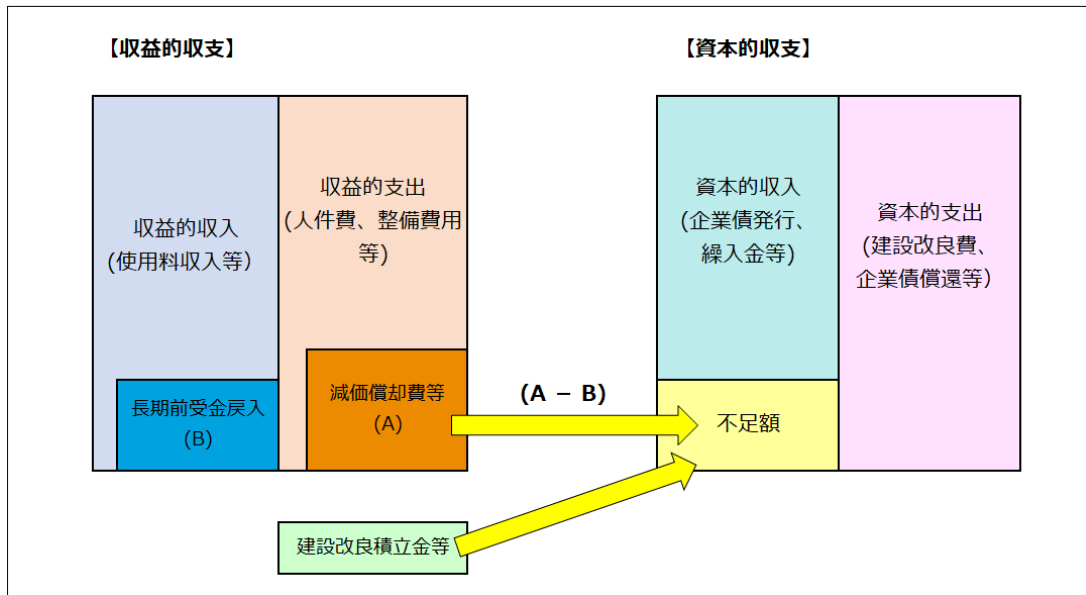 【収益的収支】
【資本的収支】
収益的収入
(使用料収入等）
収益的支出
(人件費、整備費用
等)
長期前受金戻入
(B)
減価償却費等
(A)
(A － B)
資本的収入
(企業債発行、
繰入金等)
不足額
資本的支出
(建設改良費、
企業債償還等）
建設改良積立金等